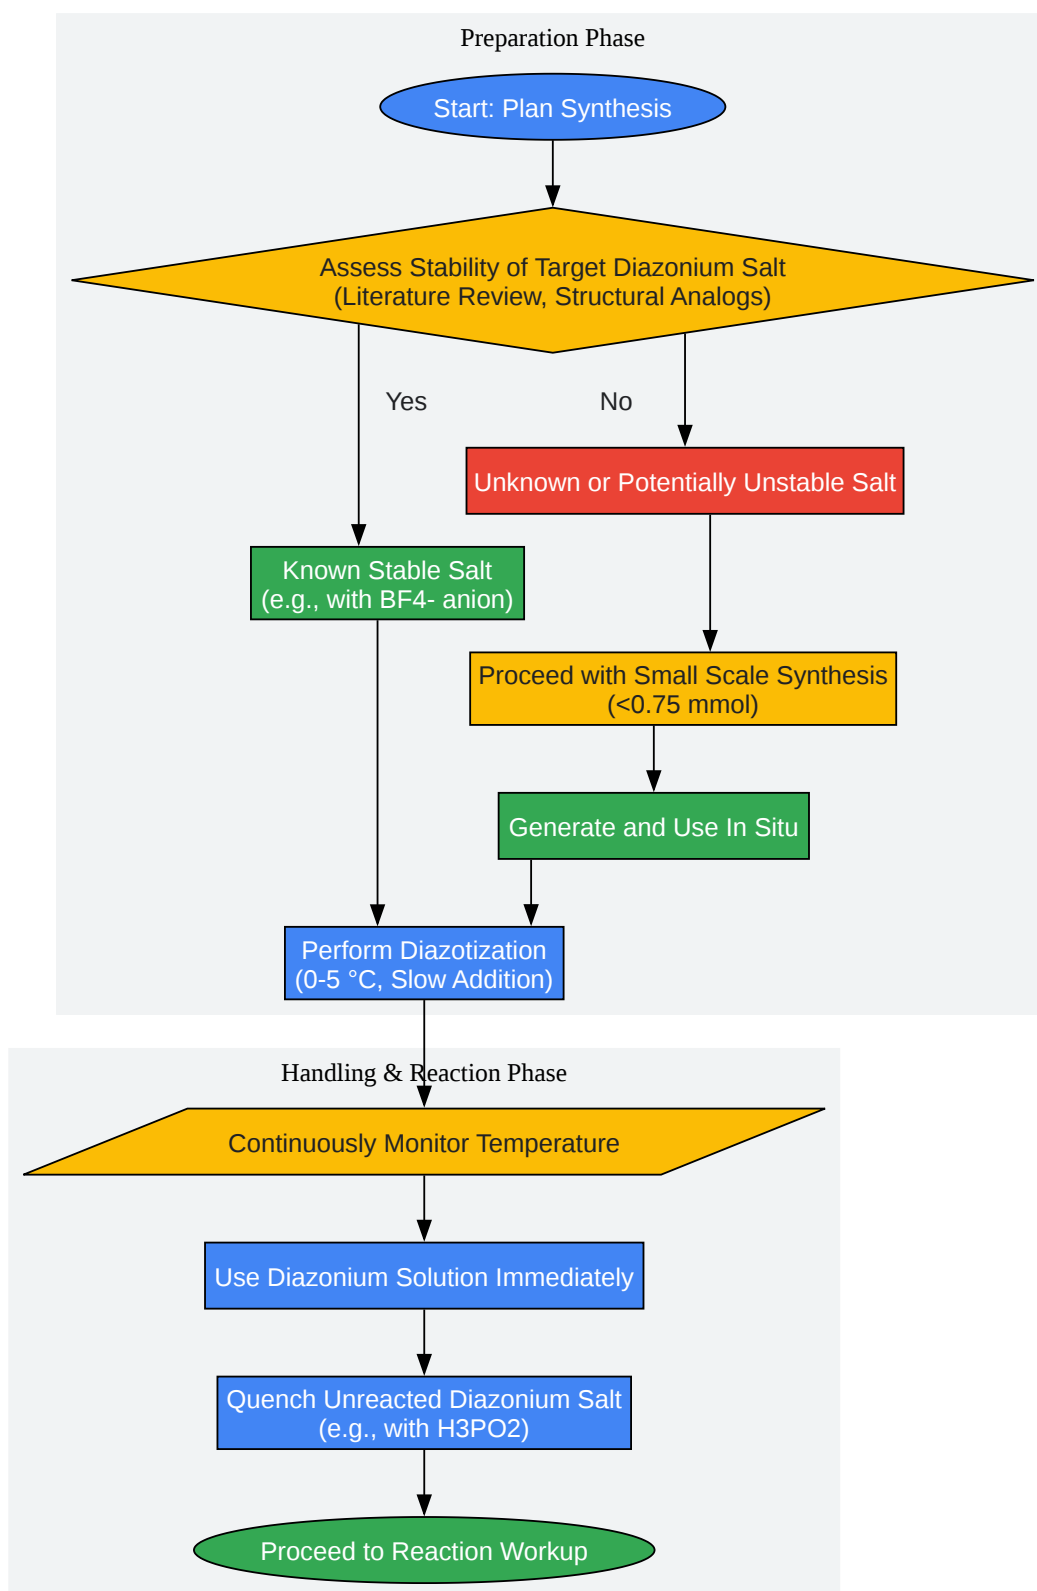 Preparation Phase
Start: Plan Synthesis
Assess Stability of Target Diazonium Salt
(Literature Review, Structural Analogs)
Yes
No
Unknown or Potentially Unstable Salt
Known Stable Salt
(e.g., with BF4- anion)
Proceed with Small Scale Synthesis
(<0.75 mmol)
Generate and Use In Situ
Perform Diazotization
(0-5 °C, Slow Addition)
Handling & Reaction Phase
Continuously Monitor Temperature
Use Diazonium Solution Immediately
Quench Unreacted Diazonium Salt
(e.g., with H3PO2)
Proceed to Reaction Workup